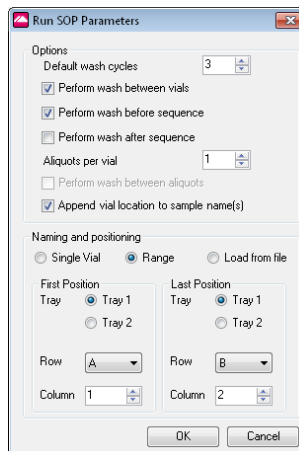 Run SOP Parameters
Options
Default wash cycles 3
Perform wash between vials
Perform wash before sequence
Perform wash after sequence
Aliquots per vial 1
Perform wash between aliquots
Append vial location to sample name(s)
Naming and positioning
Single Vial Range Load from file
First Position Last Position
Tray Tray 1 Tray Tray 1
Tray 2 Tray 2
Row A Row B
Column 1 Column 2
OK Cancel